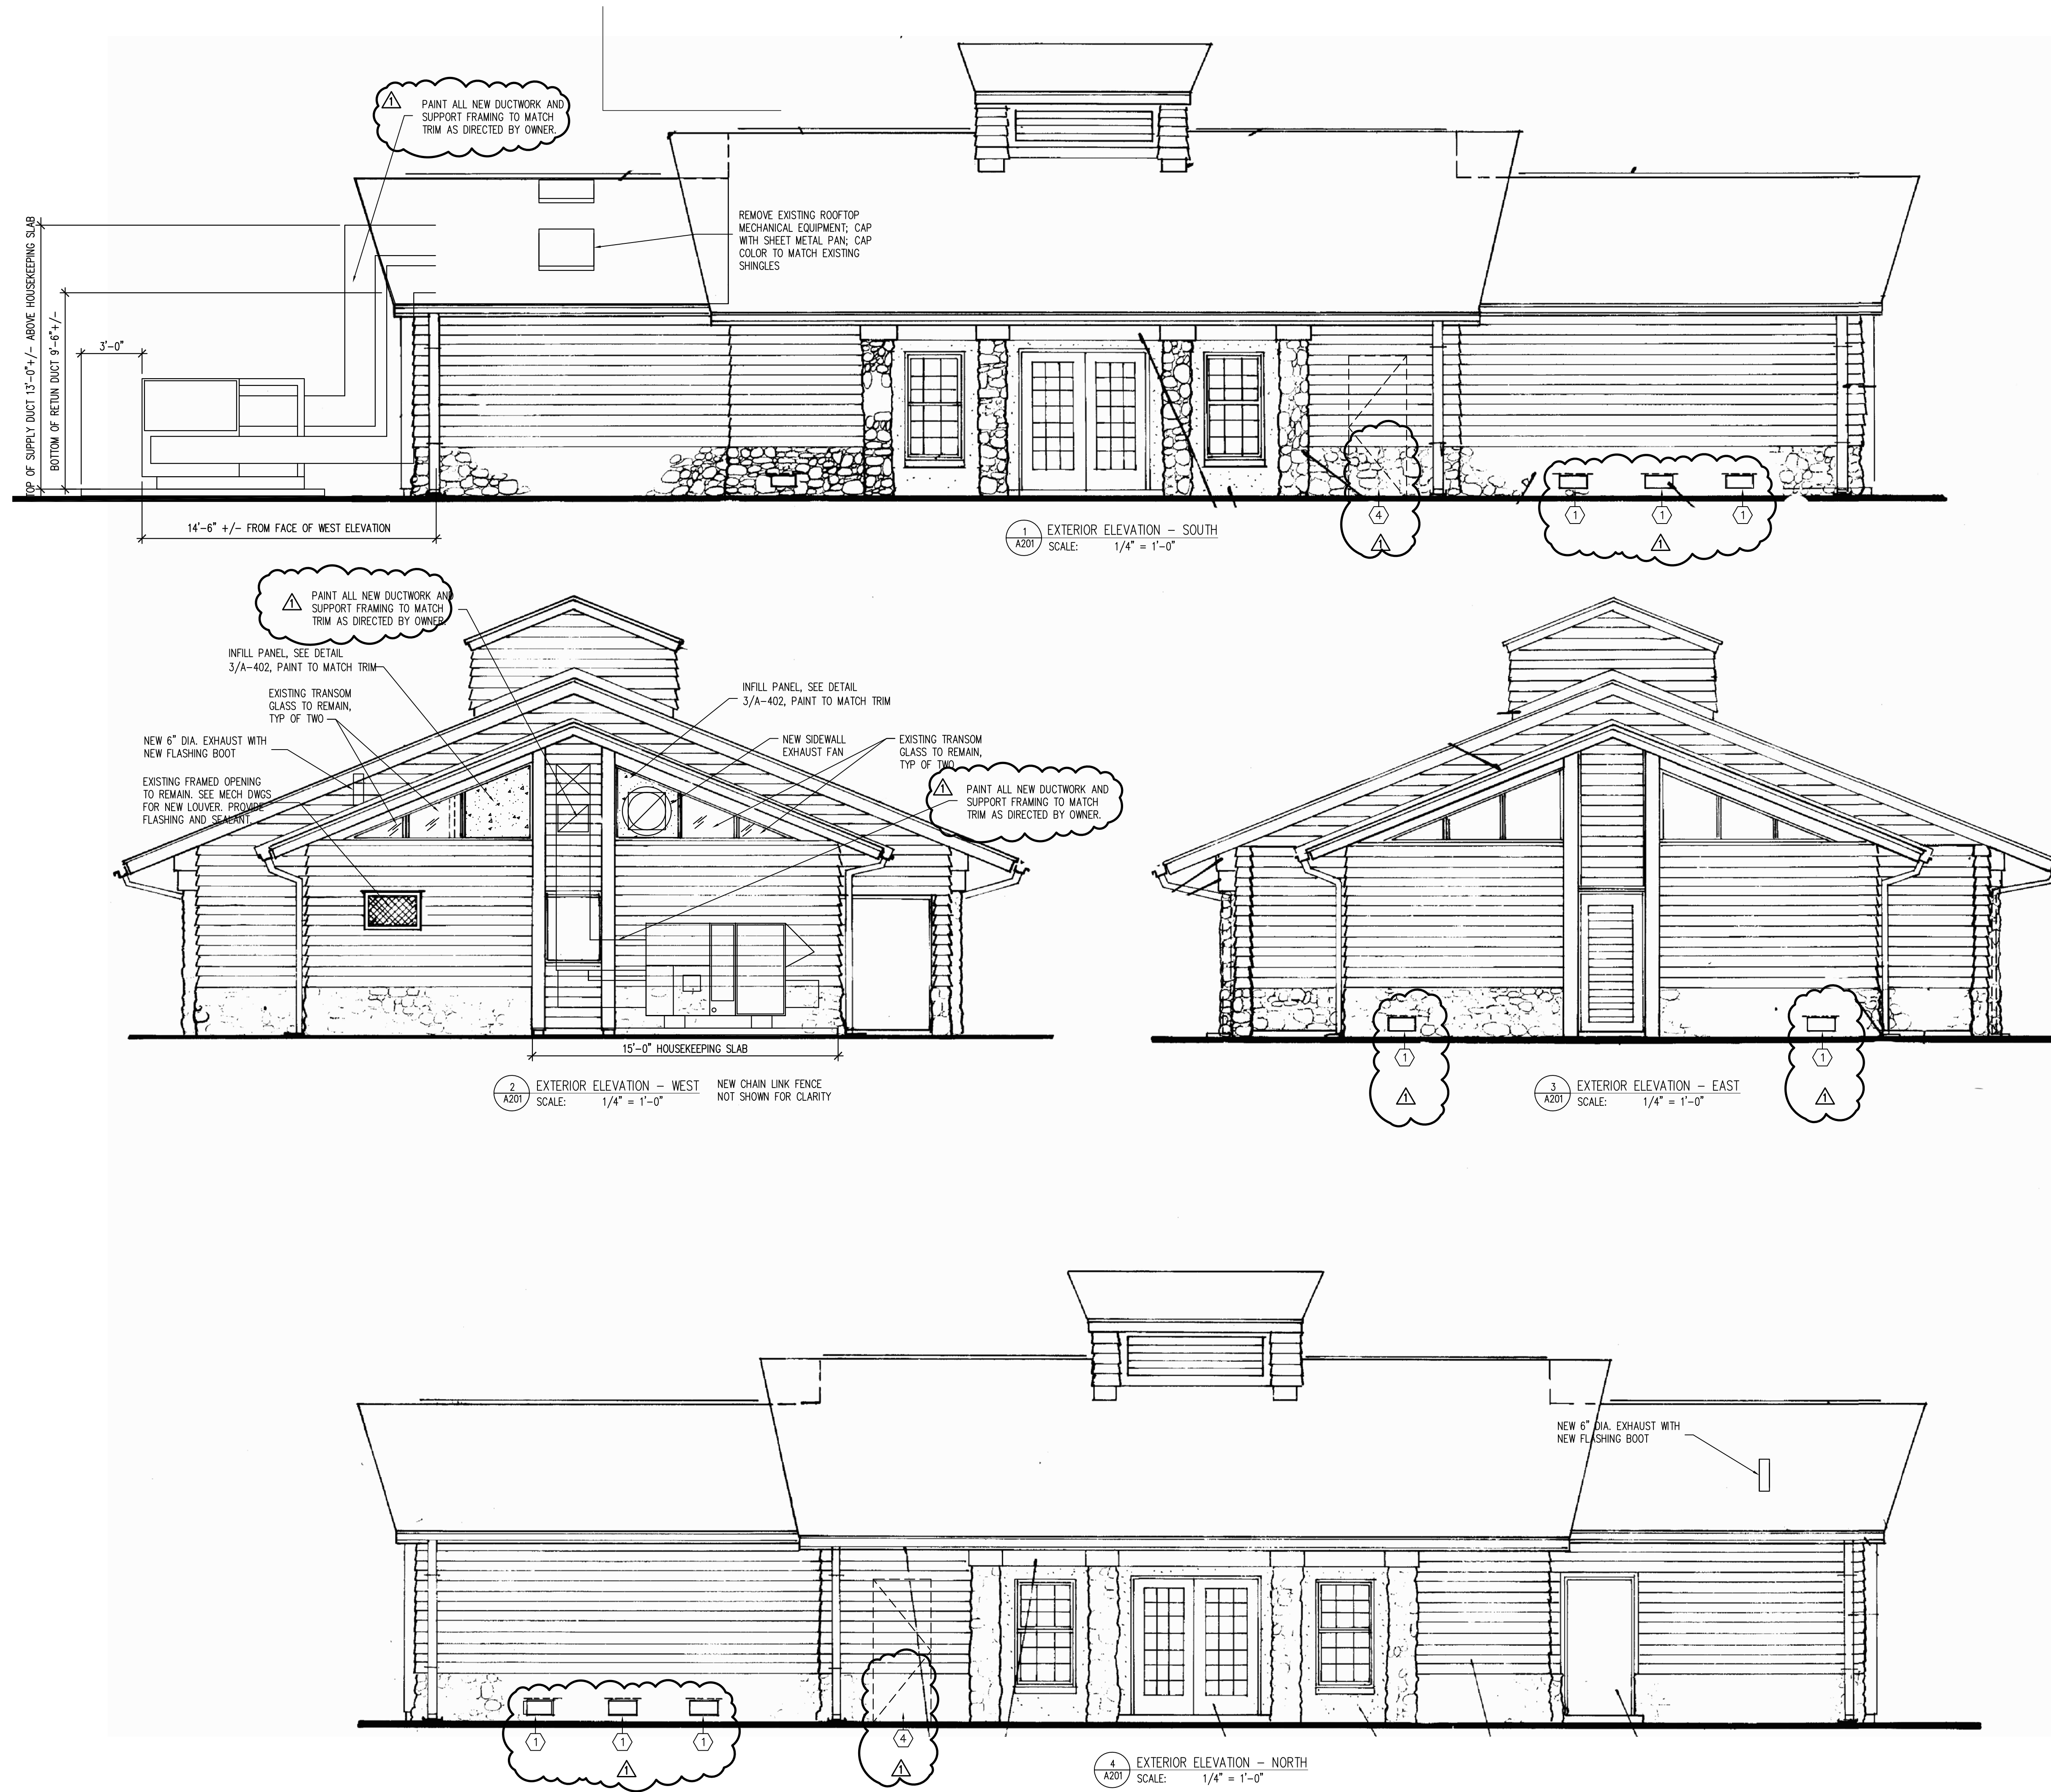 1
PAINT ALL NEW DUCTWORK AND
SUPPORT FRAMING TO MATCH
TRIM AS DIRECTED BY OWNER.
REMOVE EXISTING ROOFTOP
MECHANICAL EQUIPMENT; CAP
WITH SHEET METAL PAN; CAP
COLOR TO MATCH EXISTING
SHINGLES
TOP OF SUPPLY DUCT 13'-0"+/- ABOVE HOUSEKEEPING SLAB
BOTTOM OF RETUN DUCT 9'-6"+/-
3'-0"
14'-6" +/- FROM FACE OF WEST ELEVATION
4
1
1 1 1
1
1
A201
EXTERIOR ELEVATION - SOUTH
SCALE: 1/4" = 1'-0"
1
PAINT ALL NEW DUCTWORK AND
SUPPORT FRAMING TO MATCH
TRIM AS DIRECTED BY OWNER.
INFILL PANEL, SEE DETAIL
3/A-402, PAINT TO MATCH TRIM
EXISTING TRANSOM
GLASS TO REMAIN,
TYP OF TWO
NEW 6" DIA. EXHAUST WITH
NEW FLASHING BOOT
EXISTING FRAMED OPENING
TO REMAIN. SEE MECH DWGS
FOR NEW LOUVER. PROVIDE
FLASHING AND SEALANT.
INFILL PANEL, SEE DETAIL
3/A-402, PAINT TO MATCH TRIM
NEW SIDEWALL
EXHAUST FAN
EXISTING TRANSOM
GLASS TO REMAIN,
TYP OF TWO
1
PAINT ALL NEW DUCTWORK AND
SUPPORT FRAMING TO MATCH
TRIM AS DIRECTED BY OWNER.
15'-0" HOUSEKEEPING SLAB
2
A201
EXTERIOR ELEVATION - WEST
SCALE: 1/4" = 1'-0"
NEW CHAIN LINK FENCE
NOT SHOWN FOR CLARITY
1
1
1
1
3
A201
EXTERIOR ELEVATION - EAST
SCALE: 1/4" = 1'-0"
NEW 6" DIA. EXHAUST WITH
NEW FLASHING BOOT
1 1 1
1
4
1
4
A201
EXTERIOR ELEVATION - NORTH
SCALE: 1/4" = 1'-0"